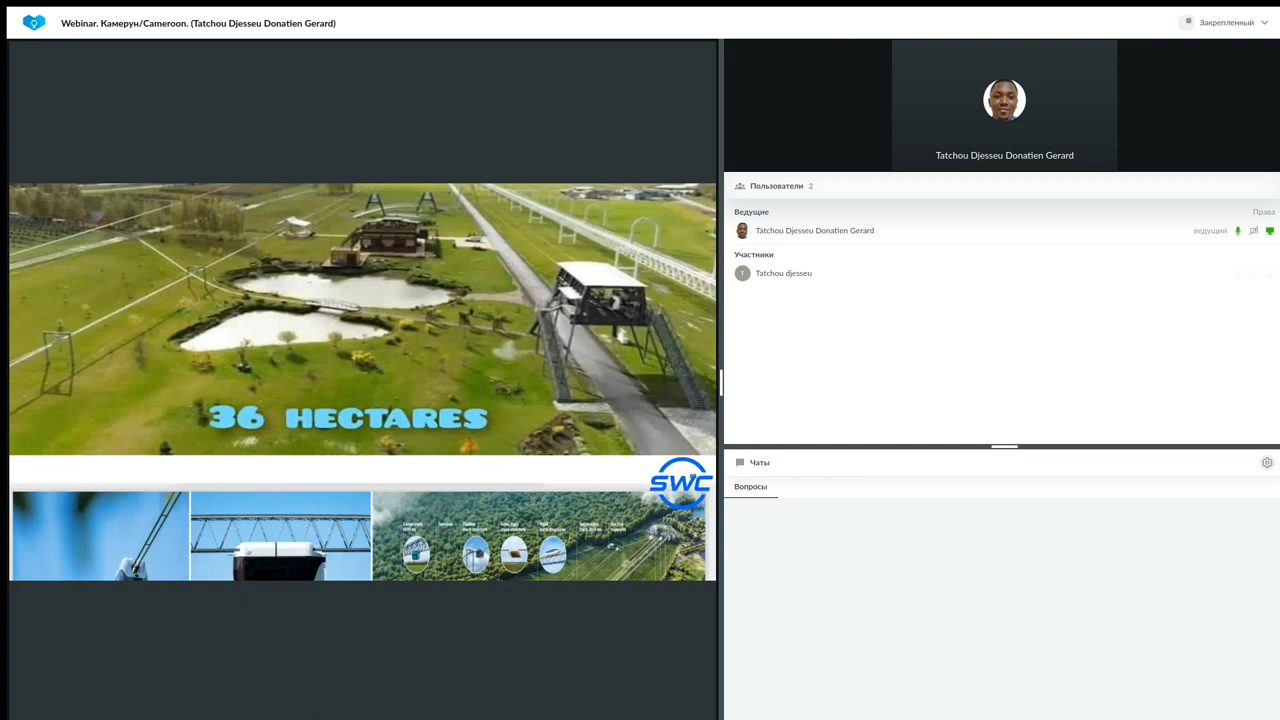 Webinar. Камерун/Cameroon. (Tatchou Djesseu Donatien Gerard)
Закрепленный
Tatchou Djesseu Donatien Gerard
Пользователи 2
Ведущие
Права
Tatchou Djesseu Donatien Gerard
ведущий
Участники
T
Tatchou djesseu
Чаты
Вопросы
36 HECTARES
SWC